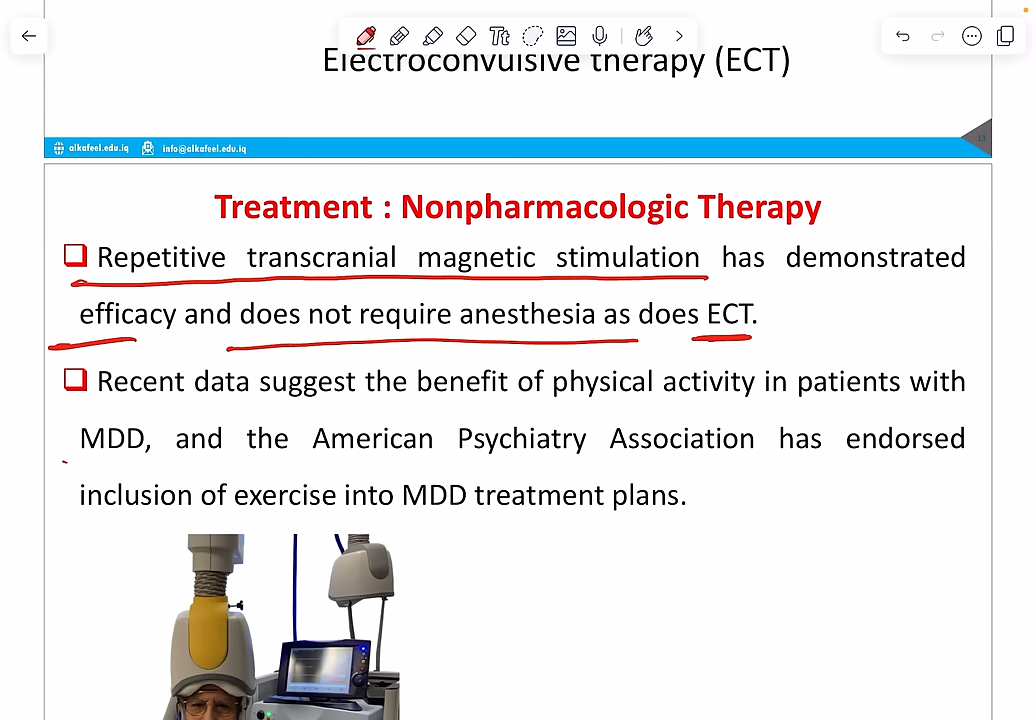 Electroconvulsive therapy (ECT)
alkafeel.edu.iq info@alkafeel.edu.iq
13
Treatment : Nonpharmacologic Therapy
Repetitive transcranial magnetic stimulation has demonstrated
efficacy and does not require anesthesia as does ECT.
Recent data suggest the benefit of physical activity in patients with
MDD, and the American Psychiatry Association has endorsed
inclusion of exercise into MDD treatment plans.